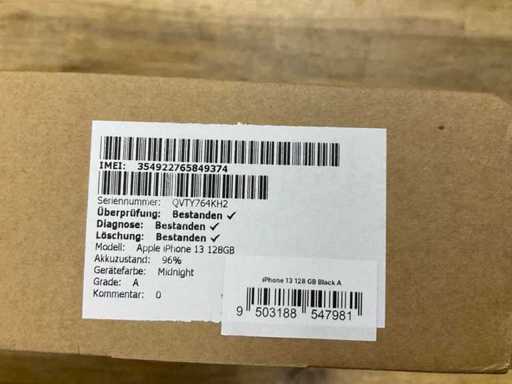 IMEI: 354922765849374
Seriennummer: QVTY764KH2
Überprüfung: Bestanden ✓
Diagnose: Bestanden ✓
Löschung: Bestanden ✓
Modell: Apple iPhone 13 128GB
Akkuzustand: 96%
Gerätefarbe: Midnight
Grade: A
Kommentar: 0
iPhone 13 128 GB Black A
9 503188 547981